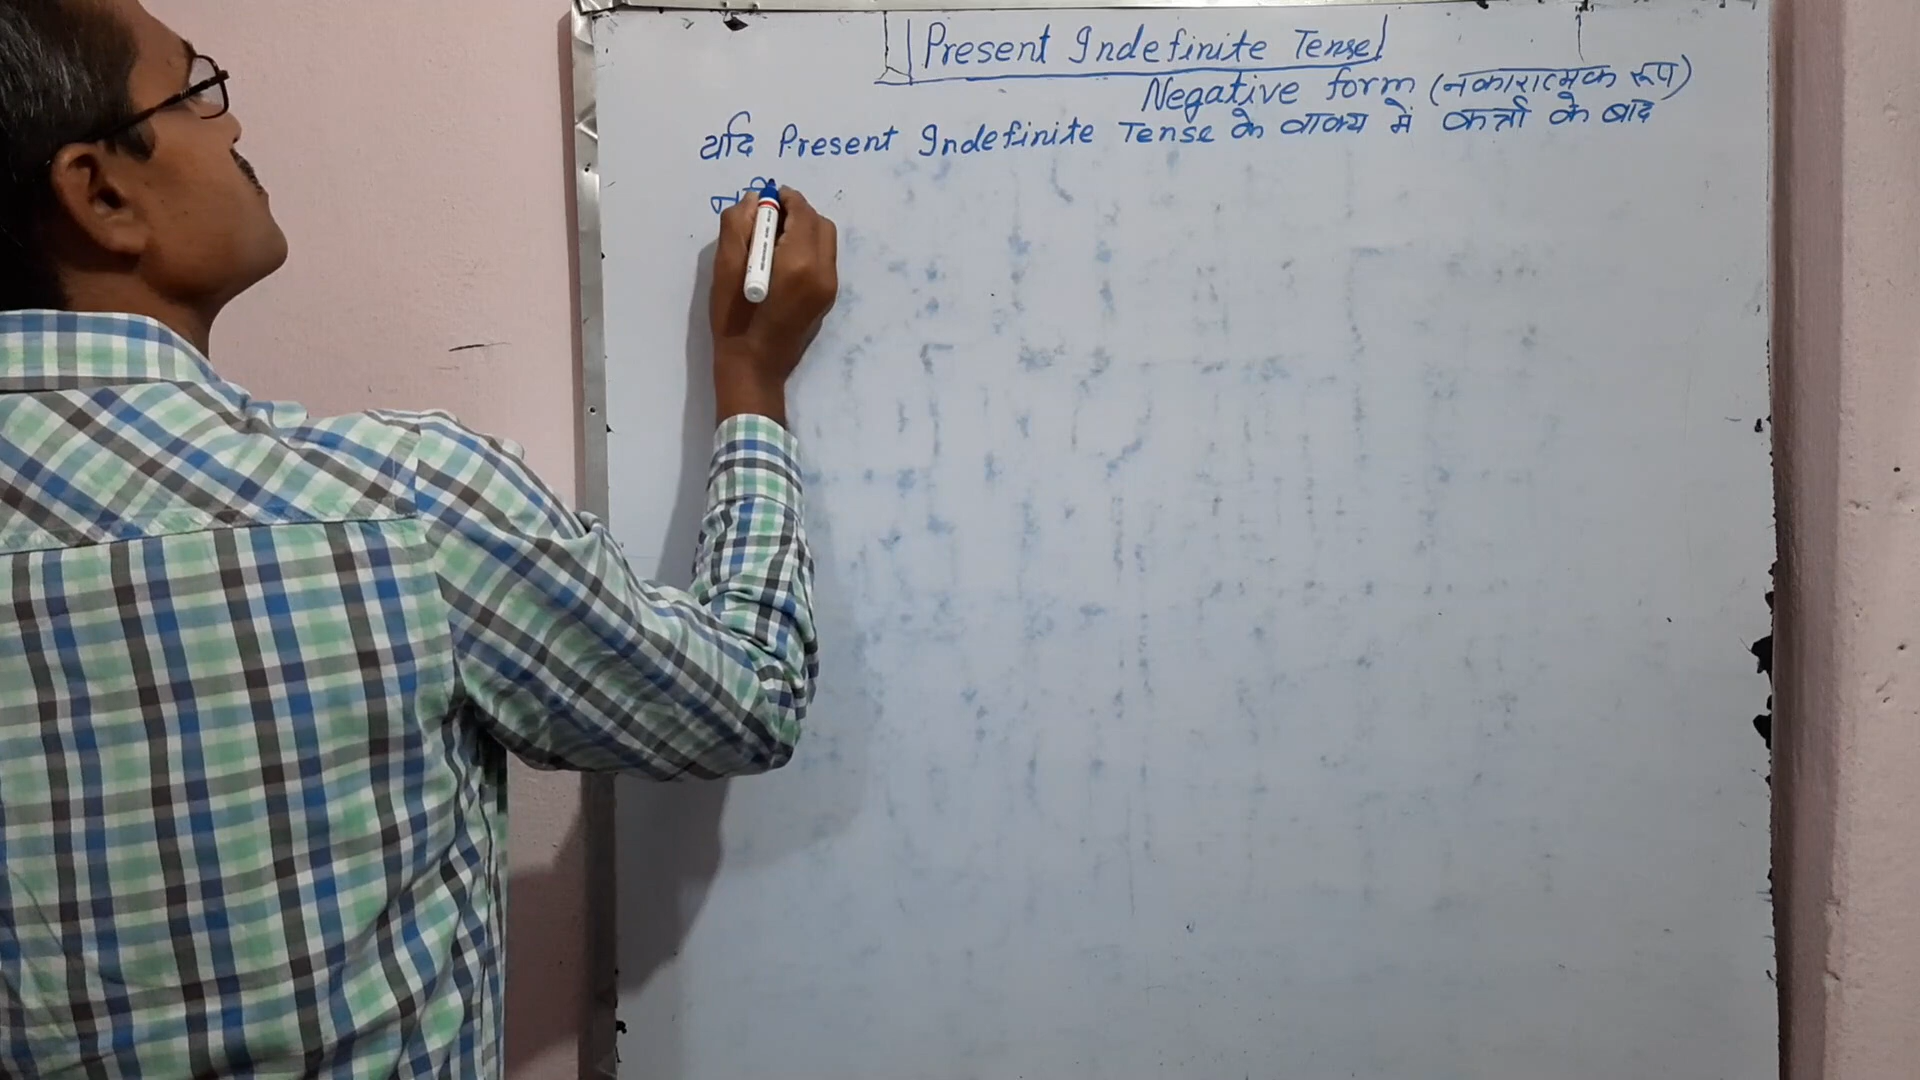 Present Indefinite Tense
Negative form (नकारात्मक रूप)
यदि Present Indefinite Tense के वाक्य में कर्त्ता के बाद